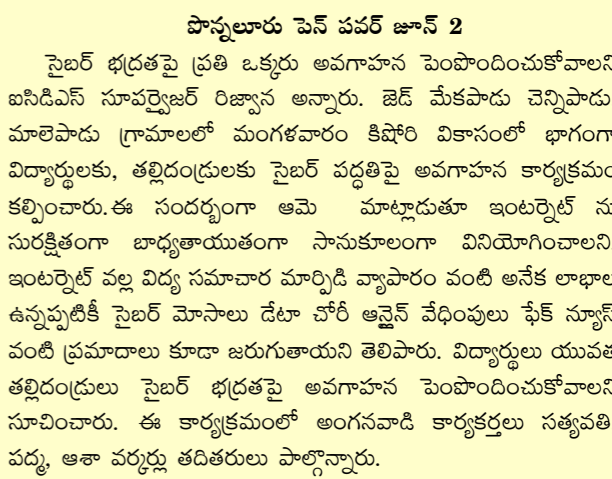 పొన్నలూరు పెన్ పవర్ జూన్ 2
సైబర్ భద్రతపై ప్రతి ఒక్కరు అవగాహన పెంపొందించుకోవాలని
ఐసిడిఎస్ సూపర్వైజర్ రిజ్వాన అన్నారు. జెడ్ మేకపాడు చెన్నిపాడు
మాలెపాడు గ్రామాలలో మంగళవారం కిషోరి వికాసంలో భాగంగా
విద్యార్థులకు, తల్లిదండ్రులకు సైబర్ పద్ధతిపై అవగాహన కార్యక్రమం
కల్పించారు.ఈ సందర్భంగా ఆమె మాట్లాడుతూ ఇంటర్నెట్ ను
సురక్షితంగా బాధ్యతాయుతంగా సానుకూలంగా వినియోగించాలని
ఇంటర్నెట్ వల్ల విద్య సమాచార మార్పిడి వ్యాపారం వంటి అనేక లాభాల
ఉన్నప్పటికీ సైబర్ మోసాలు డేటా చోరీ ఆన్లైన్ వేధింపులు ఫేక్ న్యూస్
వంటి ప్రమాదాలు కూడా జరుగుతాయని తెలిపారు. విద్యార్థులు యువత
తల్లిదండ్రులు సైబర్ భద్రతపై అవగాహన పెంపొందించుకోవాలని
సూచించారు. ఈ కార్యక్రమంలో అంగనవాడి కార్యకర్తలు సత్యవతి
పద్మ, ఆశా వర్కర్లు తదితరులు పాల్గొన్నారు.